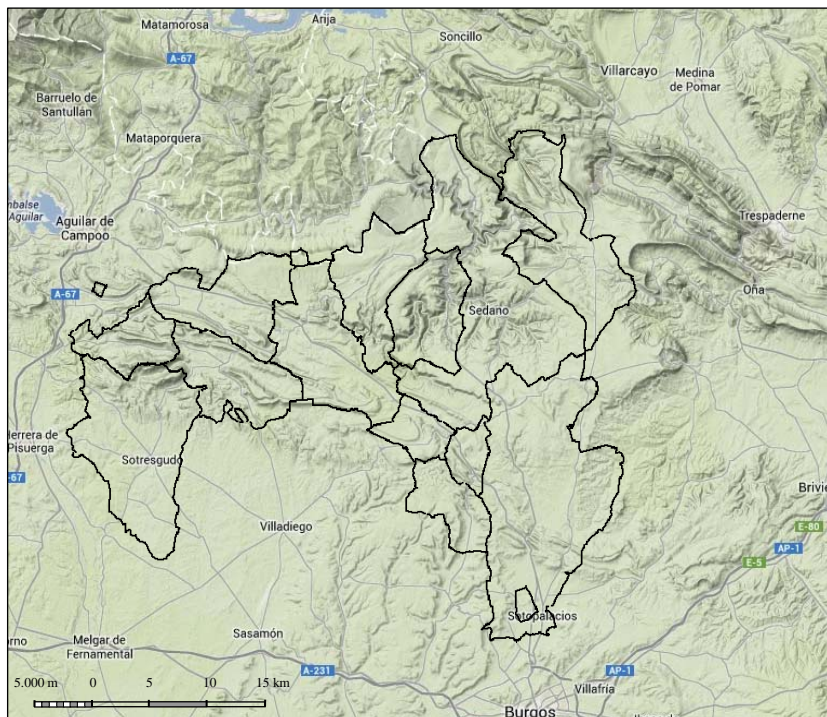 Matamorosa
Arija
Soncillo
A-67
Villarcayo
Medina
de Pomar
Barruelo de
Santullán
Mataporquera
mbalse
Aguilar
Aguilar de
Campoo
Trespaderne
A-67
Oña
Sedano
Herrera de
Pisuerga
Sotresgudo
A-67
Brivie
Villadiego
E-80
AP-1
E-5
Sotopalacios
Sasamón
orno
Melgar de
Fernamental
A-231
AP-1
5.000 m 0 5 10 15 km
Villafría
Burgos